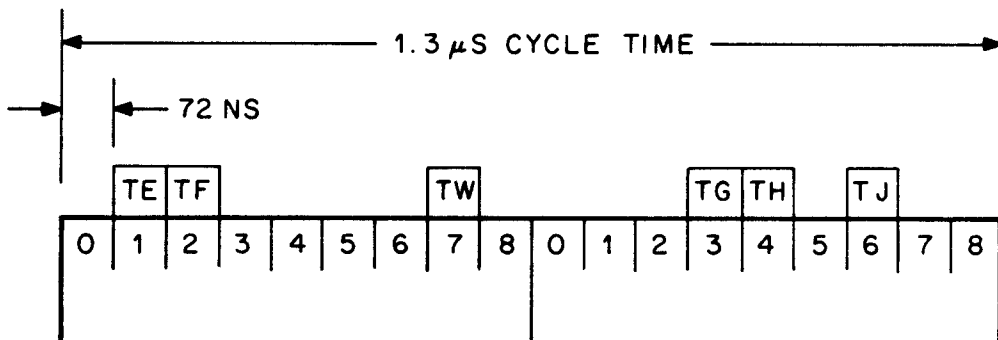 1.3 μS CYCLE TIME
72 NS
TE TF TW TG TH TJ
0 1 2 3 4 5 6 7 8 0 1 2 3 4 5 6 7 8